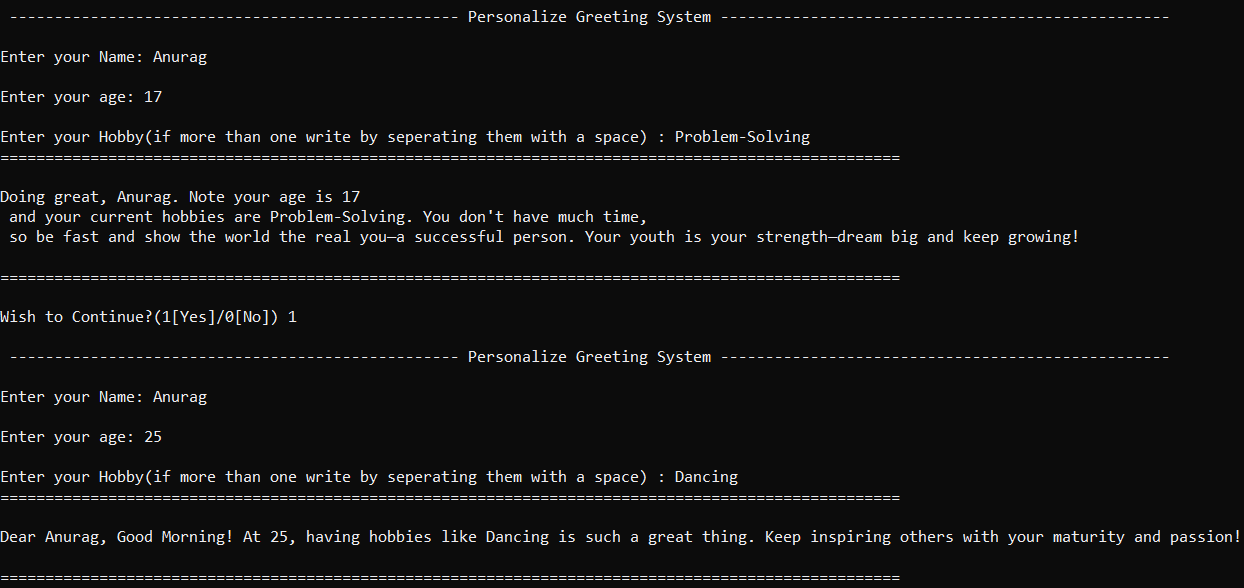 -------------------------------------------------- Personalize Greeting System --------------------------------------------------
Enter your Name: Anurag
Enter your age: 17
Enter your Hobby(if more than one write by seperating them with a space) : Problem-Solving
====================================================================================================
Doing great, Anurag. Note your age is 17
and your current hobbies are Problem-Solving. You don't have much time,
so be fast and show the world the real you—a successful person. Your youth is your strength—dream big and keep growing!
====================================================================================================
Wish to Continue?(1[Yes]/0[No]) 1
-------------------------------------------------- Personalize Greeting System --------------------------------------------------
Enter your Name: Anurag
Enter your age: 25
Enter your Hobby(if more than one write by seperating them with a space) : Dancing
====================================================================================================
Dear Anurag, Good Morning! At 25, having hobbies like Dancing is such a great thing. Keep inspiring others with your maturity and passion!
====================================================================================================